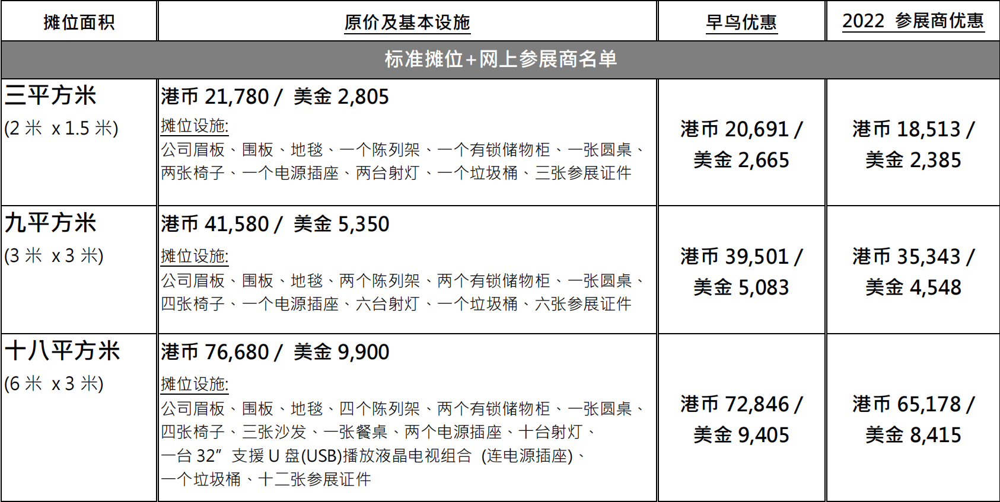 摊位面积
原价及基本设施
早鸟优惠
2022 参展商优惠
标准摊位+网上参展商名单
三平方米
(2 米 x 1.5 米)
港币 21,780 / 美金 2,805
摊位设施:
公司眉板、围板、地毯、一个陈列架、一个有锁储物柜、一张圆桌、
两张椅子、一个电源插座、两台射灯、一个垃圾桶、三张参展证件
港币 20,691 /
美金 2,665
港币 18,513 /
美金 2,385
九平方米
(3 米 x 3 米)
港币 41,580 / 美金 5,350
摊位设施:
公司眉板、围板、地毯、两个陈列架、两个有锁储物柜、一张圆桌、
四张椅子、一个电源插座、六台射灯、一个垃圾桶、六张参展证件
港币 39,501 /
美金 5,083
港币 35,343 /
美金 4,548
十八平方米
(6 米 x 3 米)
港币 76,680 / 美金 9,900
摊位设施:
公司眉板、围板、地毯、四个陈列架、两个有锁储物柜、一张圆桌、
四张椅子、三张沙发、一张餐桌、两个电源插座、十台射灯、
一台 32” 支援 U 盘(USB)播放液晶电视组合 (连电源插座)、
一个垃圾桶、十二张参展证件
港币 72,846 /
美金 9,405
港币 65,178 /
美金 8,415